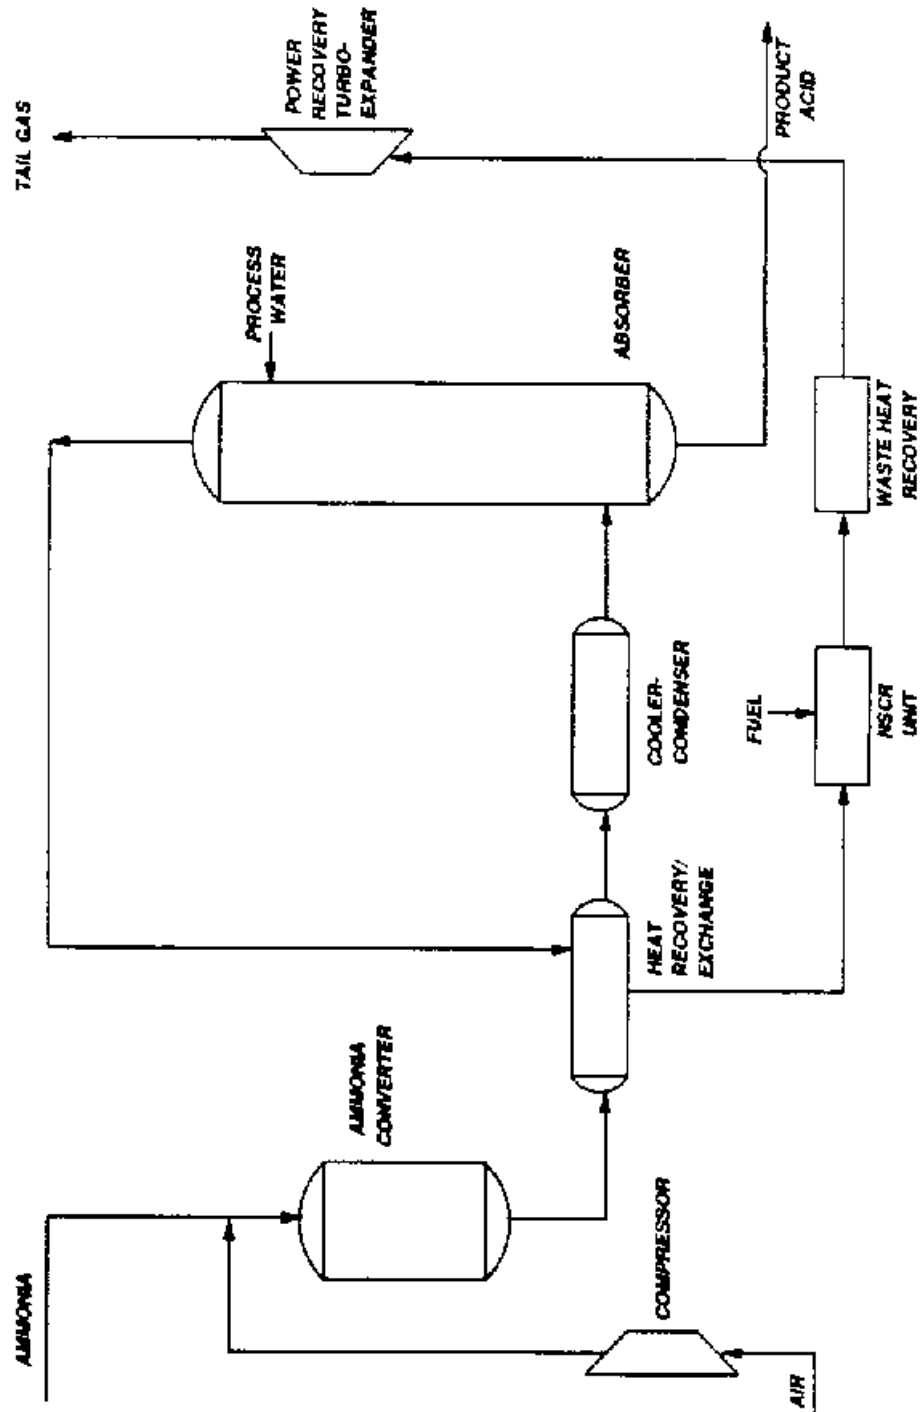 TAIL GAS
POWER
RECOVERY
TURBO-
EXPANDER
PRODUCT
ACID
PROCESS
WATER
ABSORBER
WASTE HEAT
RECOVERY
COOLER-
CONDENSER
FUEL
NSCR
UNIT
HEAT
RECOVERY/
EXCHANGE
AMMONIA
CONVERTER
AMMONIA
COMPRESSOR
AIR